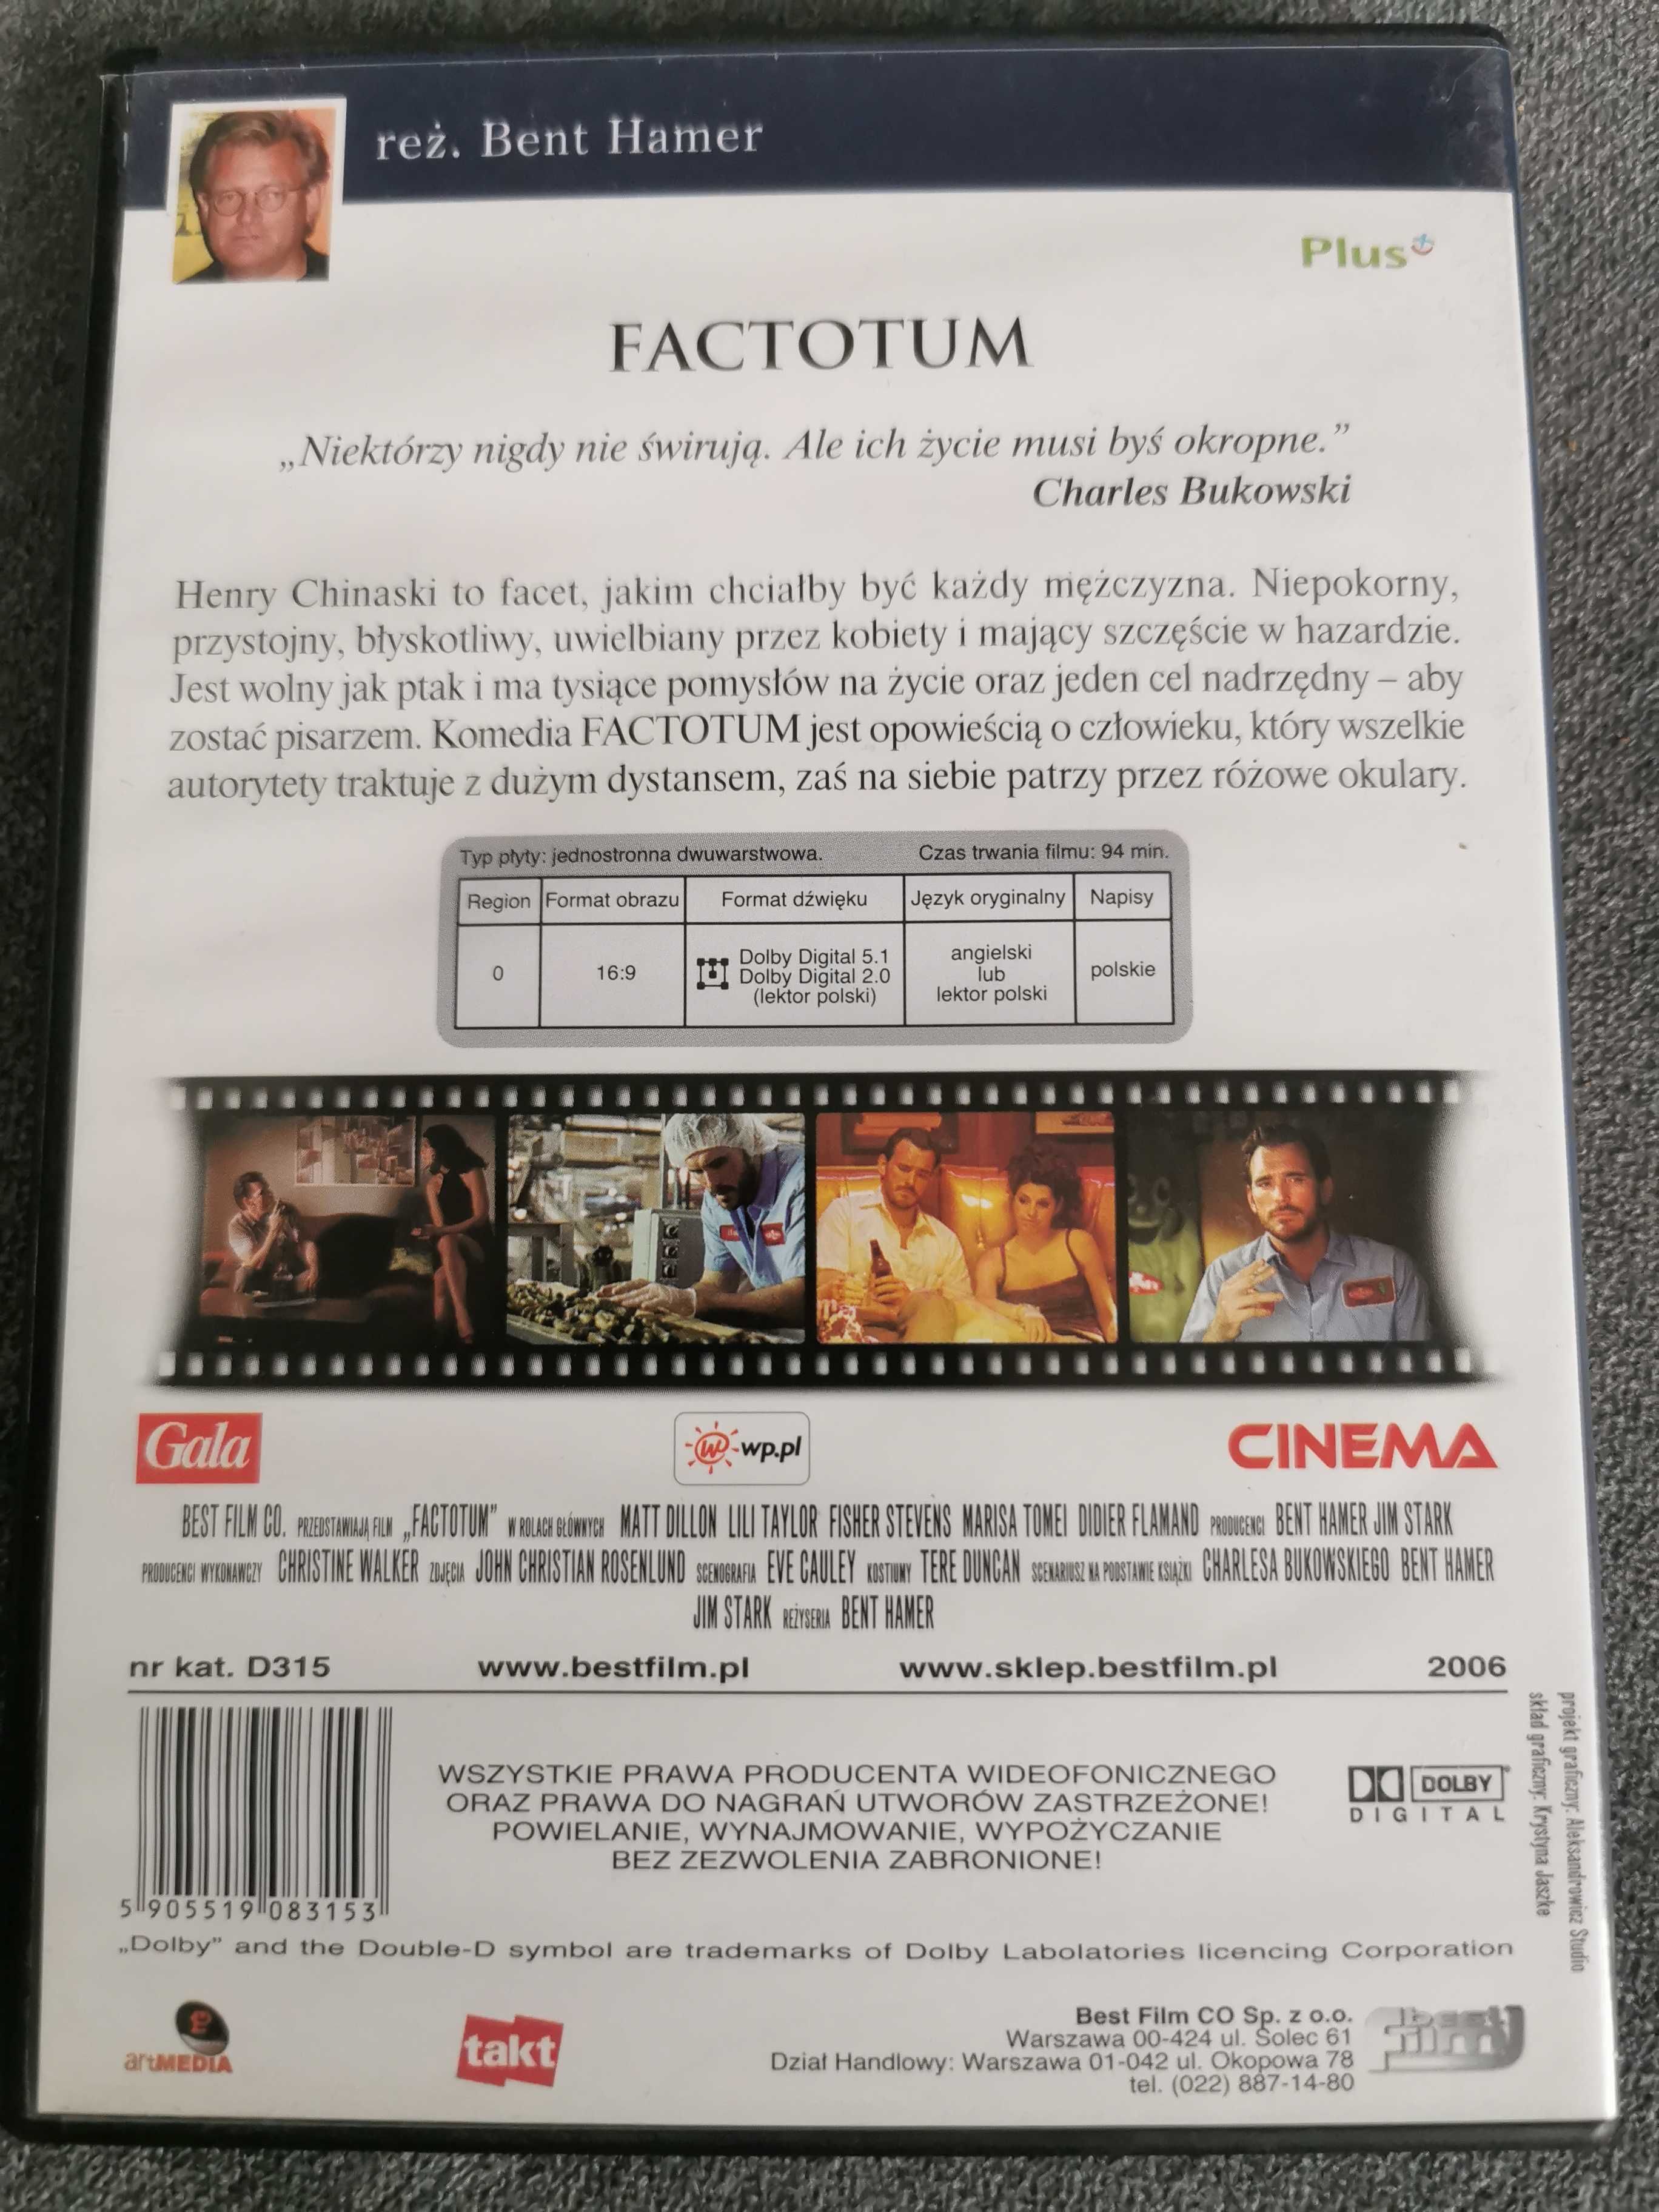 reż. Bent Hamer
Plus
FACTOTUM
„Niektórzy nigdy nie świrują. Ale ich życie musi byś okropne.”
Charles Bukowski
Henry Chinaski to facet, jakim chciałby być każdy mężczyzna. Niepokorny,
przystojny, błyskotliwy, uwielbiany przez kobiety i mający szczęście w hazardzie.
Jest wolny jak ptak i ma tysiące pomysłów na życie oraz jeden cel nadrzędny – aby
zostać pisarzem. Komedia FACTOTUM jest opowieścią o człowieku, który wszelkie
autorytety traktuje z dużym dystansem, zaś na siebie patrzy przez różowe okulary.
Typ płyty: jednostronna dwuwarstwowa. Czas trwania filmu: 94 min.
Region Format obrazu Format dźwięku Język oryginalny Napisy
0 16:9 Dolby Digital 5.1 Dolby Digital 2.0 (lektor polski) angielski lub lektor polski polskie
Gala wp.pl CINEMA
BEST FILM CO. PRZEDSTAWIAJĄ FILM „FACTOTUM” W ROLACH GŁÓWNYCH MATT DILLON LILI TAYLOR FISHER STEVENS MARISA TOMEI DIDIER FLAMAND PRODUCENCI BENT HAMER JIM STARK
PRODUCENCI WYKONAWCZY CHRISTINE WALKER ZDJĘCIA JOHN CHRISTIAN ROSENLUND SCENOGRAFIA EVE CAULEY KOSTIUMY TERE DUNCAN SCENARIUSZ NA PODSTAWIE KSIĄŻKI CHARLESA BUKOWSKIEGO BENT HAMER
JIM STARK REŻYSERIA BENT HAMER
nr kat. D315 www.bestfilm.pl www.sklep.bestfilm.pl 2006
WSZYSTKIE PRAWA PRODUCENTA WIDEOFONICZNEGO
ORAZ PRAWA DO NAGRAŃ UTWORÓW ZASTRZEŻONE!
POWIELANIE, WYNAJMOWANIE, WYPOŻYCZANIE
BEZ ZEZWOLENIA ZABRONIONE!
DOLBY
DIGITAL
projekt graficzny: Aleksandrowicz Studio
skład graficzny: Krystyna Jaszke
5 905519 083153
„Dolby” and the Double-D symbol are trademarks of Dolby Labolatories licencing Corporation
artMEDIA
takt
Best Film CO Sp. z o.o.
Warszawa 00-424 ul. Solec 61
Dział Handlowy: Warszawa 01-042 ul. Okopowa 78
tel. (022) 887-14-80
best film